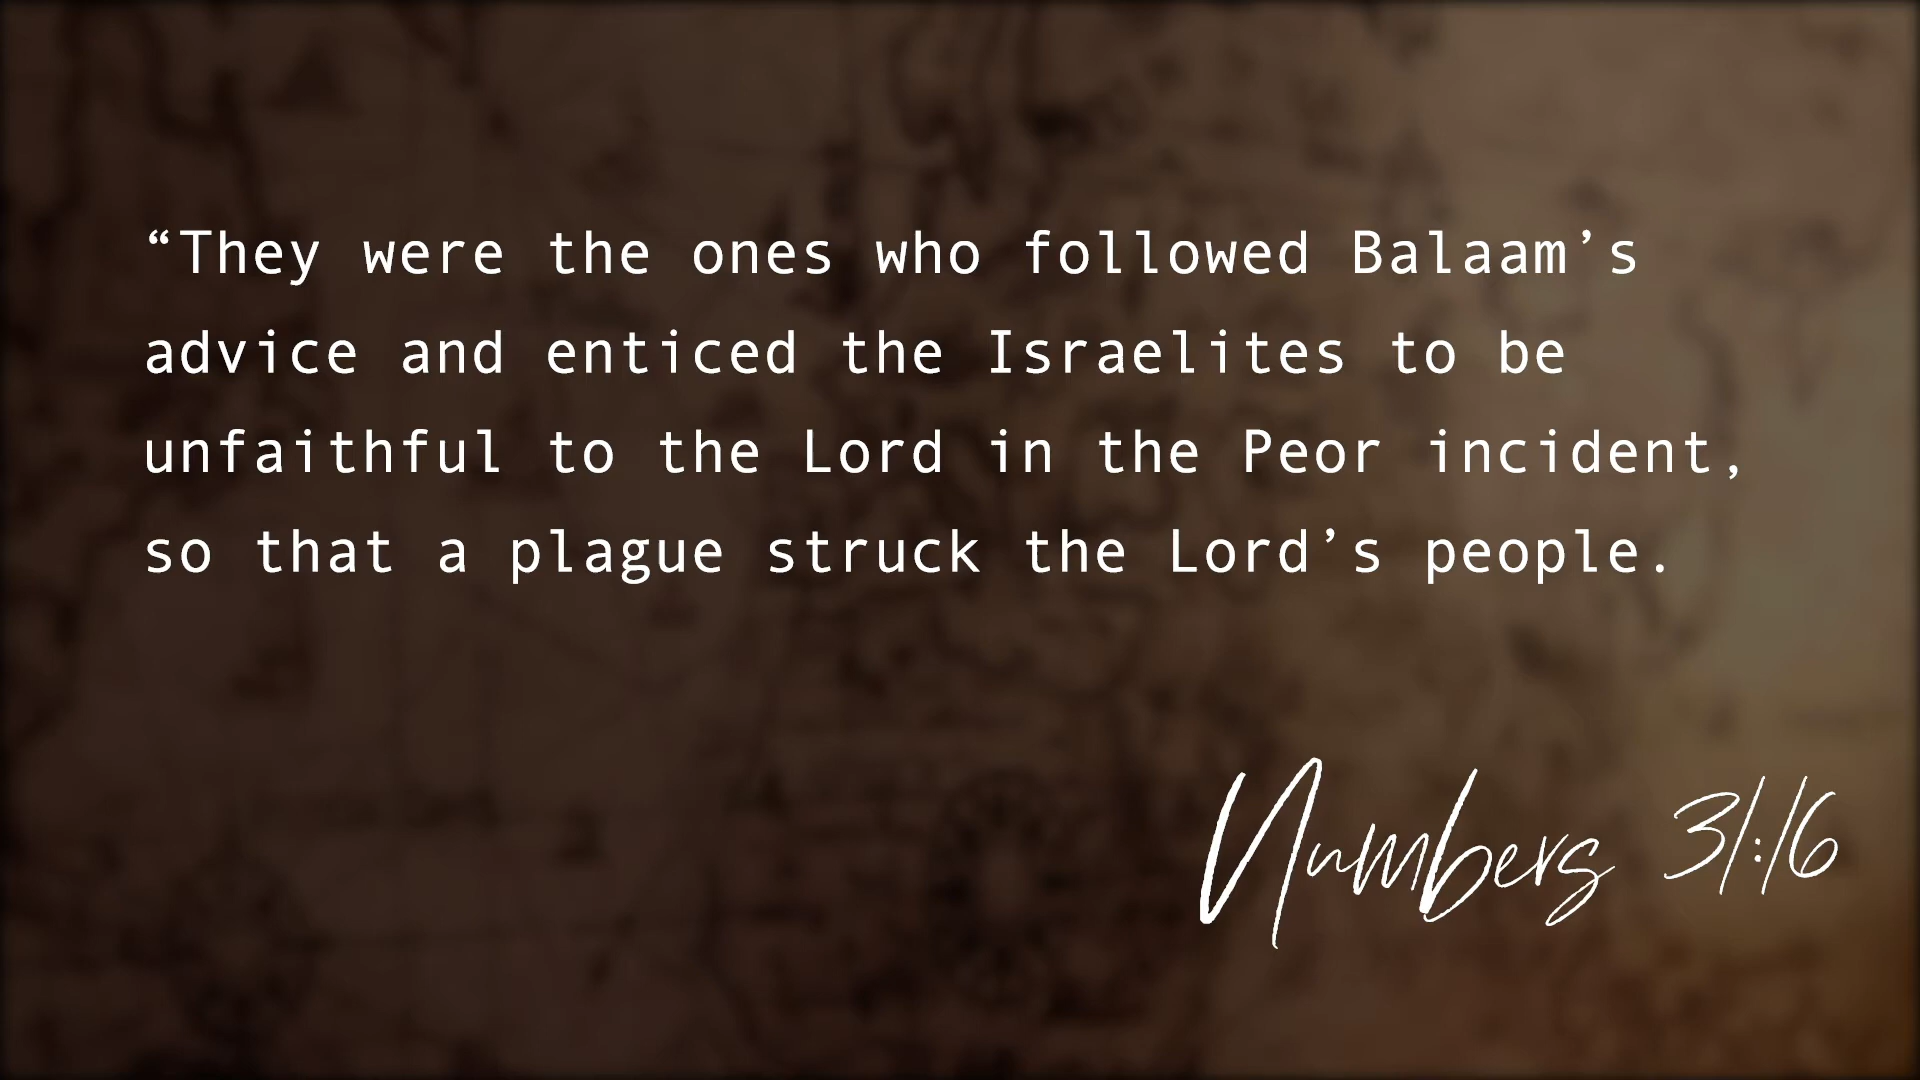 “They were the ones who followed Balaam’s
advice and enticed the Israelites to be
unfaithful to the Lord in the Peor incident,
so that a plague struck the Lord’s people.
Numbers 31:16